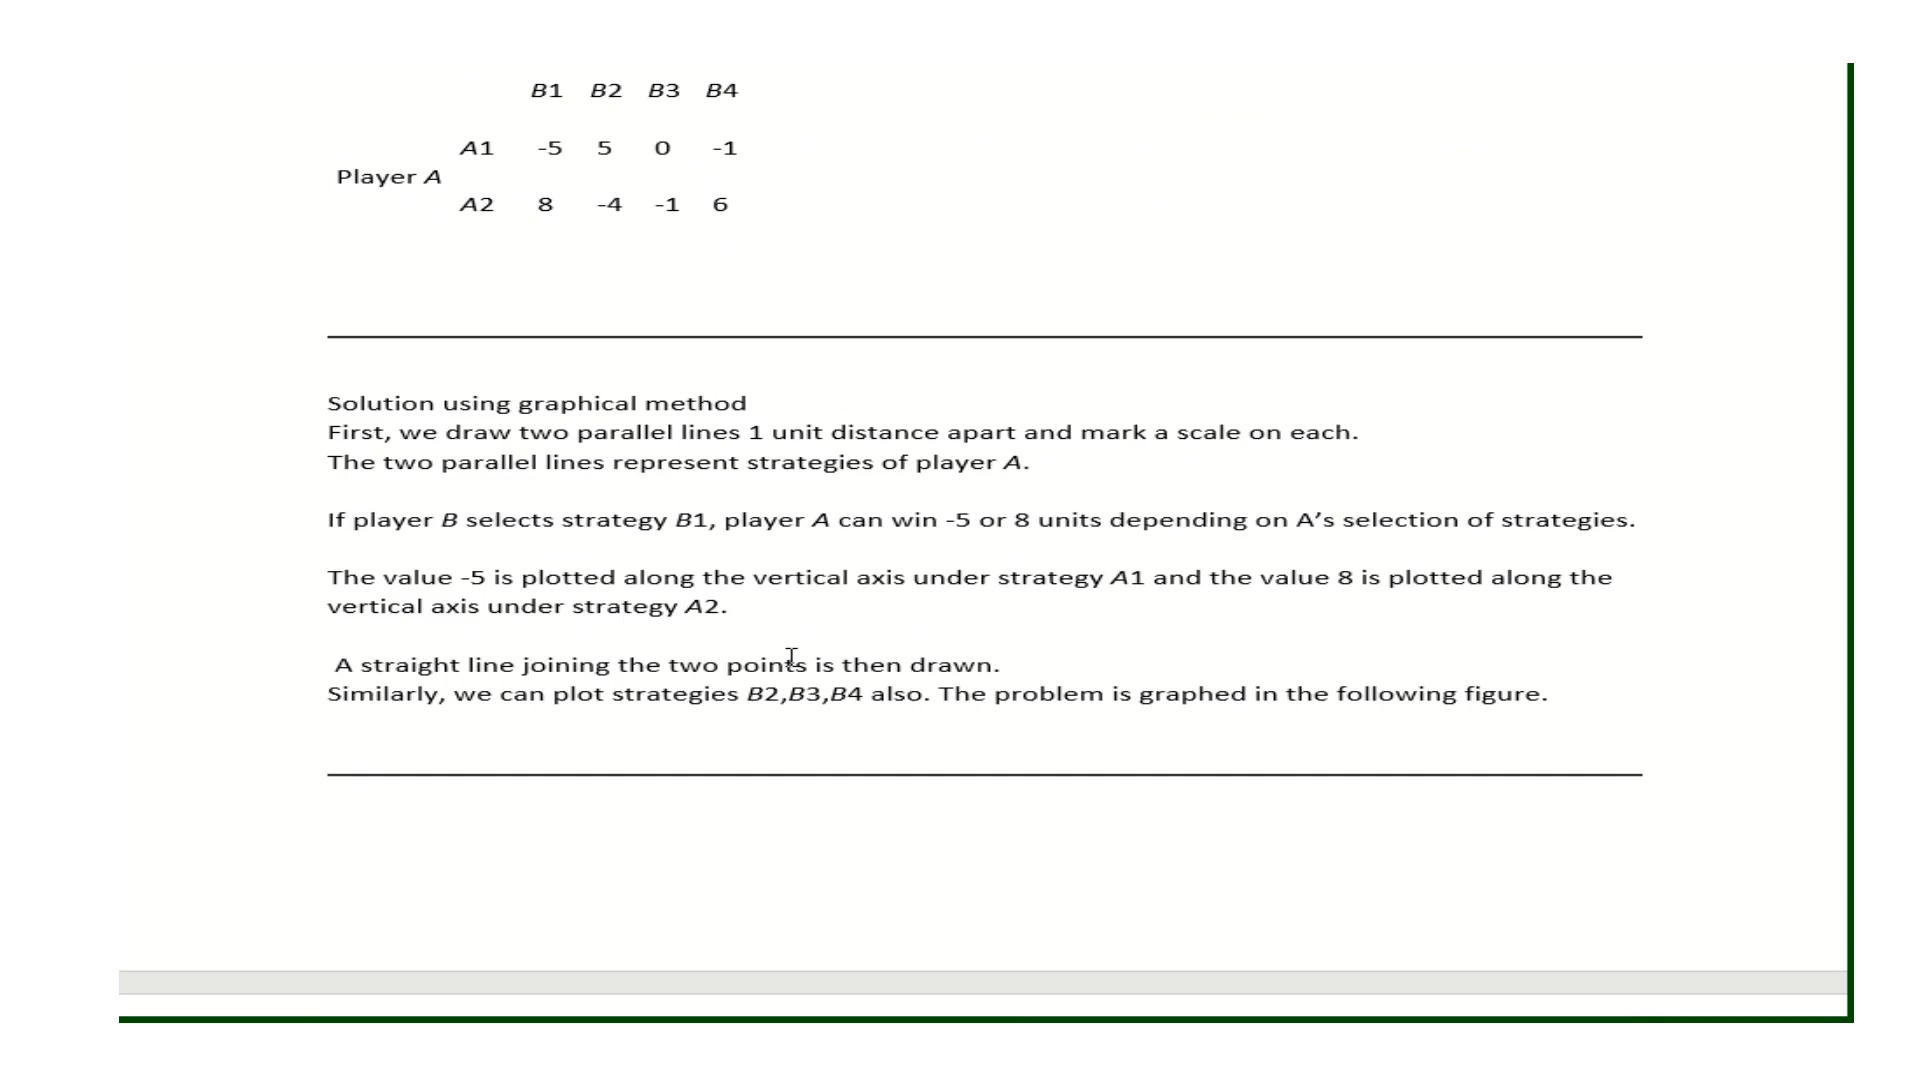 B1 B2 B3 B4
A1 -5 5 0 -1
Player A
A2 8 -4 -1 6
Solution using graphical method
First, we draw two parallel lines 1 unit distance apart and mark a scale on each.
The two parallel lines represent strategies of player A.
If player B selects strategy B1, player A can win -5 or 8 units depending on A’s selection of strategies.
The value -5 is plotted along the vertical axis under strategy A1 and the value 8 is plotted along the
vertical axis under strategy A2.
A straight line joining the two points is then drawn.
Similarly, we can plot strategies B2,B3,B4 also. The problem is graphed in the following figure.